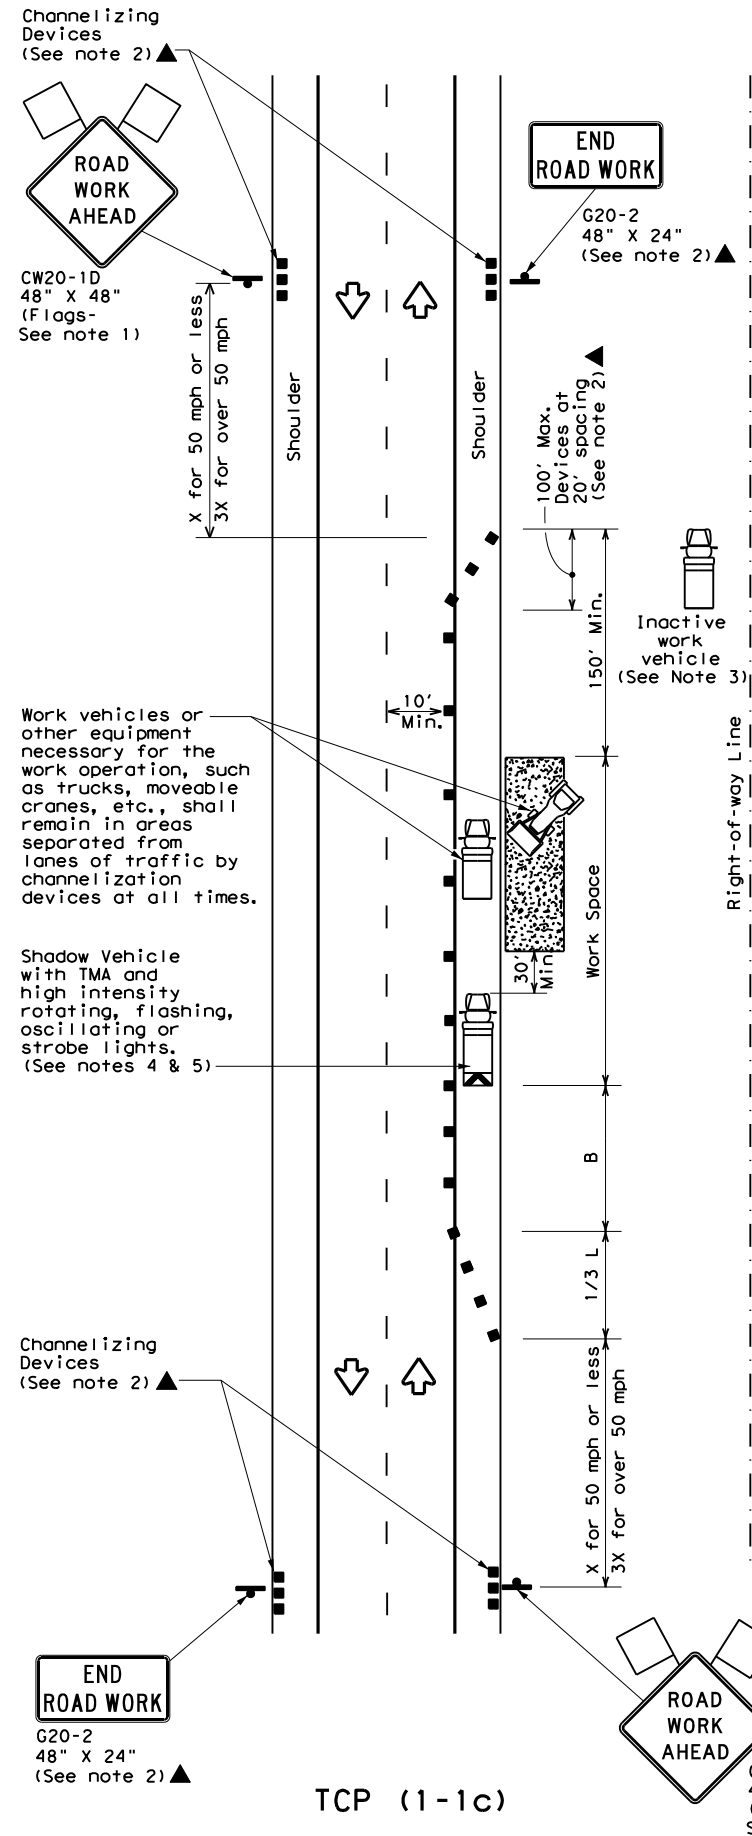 Channelizing
Devices
(See note 2)▲
ROAD
WORK
AHEAD
CW20-1D
48" X 48"
(Flags-
See note 1)
END
ROAD WORK
G20-2
48" X 24"
(See note 2)▲
X for 50 mph or less
3X for over 50 mph
Shoulder
Shoulder
100' Max.
Devices at
20' spacing
(See note 2)▲
150' Min.
Inactive
work
vehicle
(See Note 3)
10'
Min.
Work vehicles or
other equipment
necessary for the
work operation, such
as trucks, moveable
cranes, etc., shall
remain in areas
separated from
lanes of traffic by
channelization
devices at all times.
Right-of-way Line
Work Space
30'
Min.
Shadow Vehicle
with TMA and
high intensity
rotating, flashing,
oscillating or
strobe lights.
(See notes 4 & 5)
B
1/3 L
Channelizing
Devices
(See note 2)▲
X for 50 mph or less
3X for over 50 mph
END
ROAD WORK
G20-2
48" X 24"
(See note 2)▲
ROAD
WORK
AHEAD
TCP (1-1c)